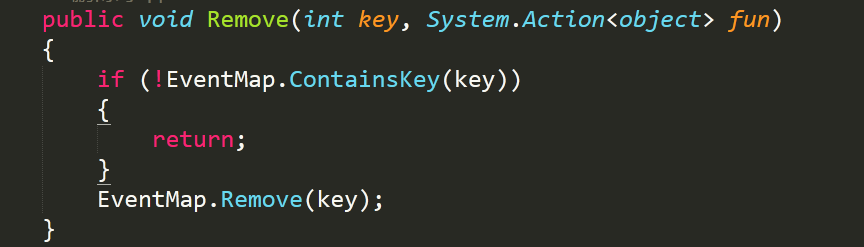 public void Remove(int key, System.Action<object> fun)
{
if (!EventMap.ContainsKey(key))
{
return;
}
EventMap.Remove(key);
}